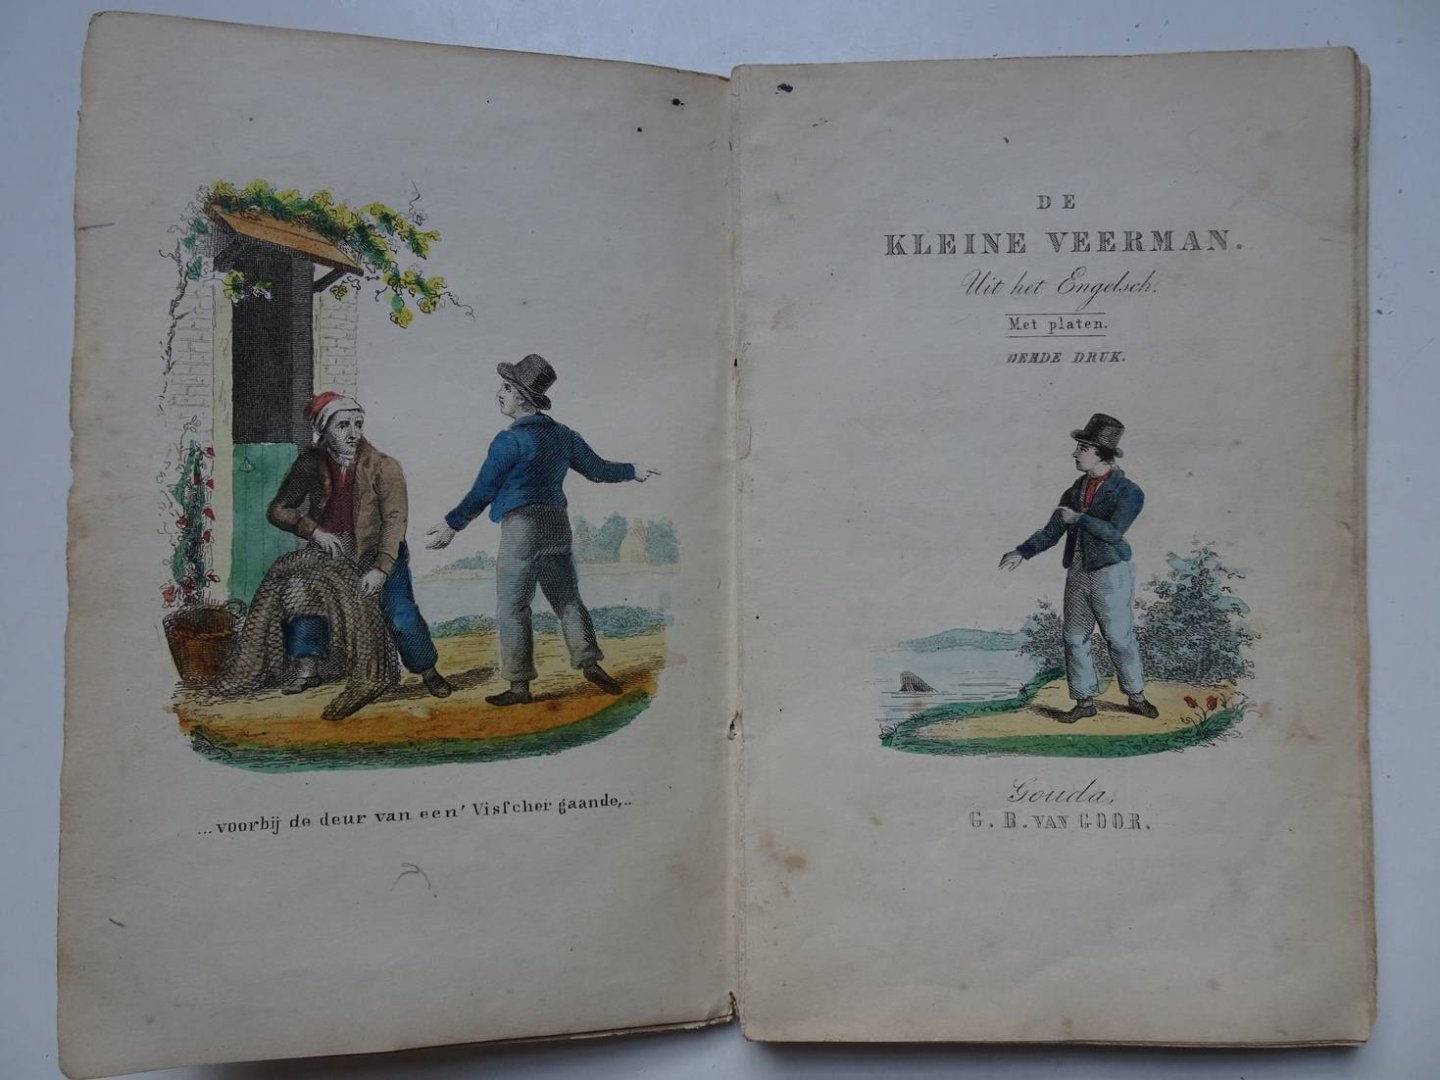 ...voorbij de deur van een' Visſcher gaande,..
DE
KLEINE VEERMAN.
Uit het Engelsch.
Met platen.
DERDE DRUK.
Gouda,
G. B. VAN GOOR.